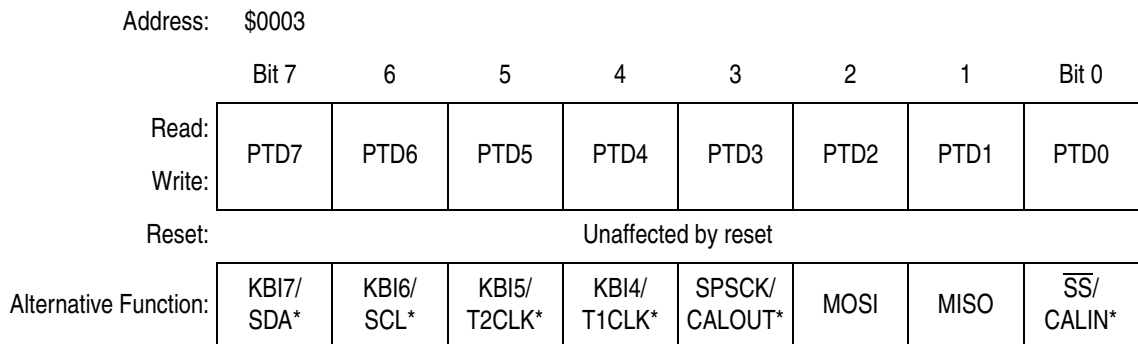 Address: $0003
Bit 7 6 5 4 3 2 1 Bit 0
Read:
PTD7 PTD6 PTD5 PTD4 PTD3 PTD2 PTD1 PTD0
Write:
Reset: Unaffected by reset
KBI7/ KBI6/ KBI5/ KBI4/ SPSCK/ SS/
Alternative Function: MOSI MISO
SDA* SCL* T2CLK* T1CLK* CALOUT* CALIN*